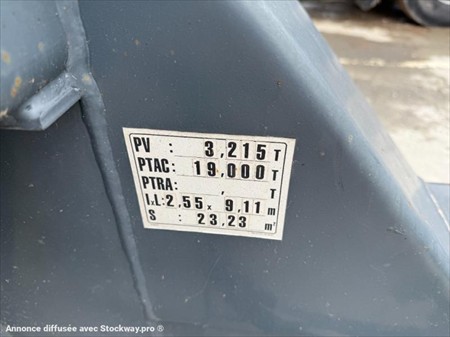 PV : 3,215 T
PTAC: 19,000 T
PTRA: , T
lxL:2,55 x 9,11 m
S : 23,23 m²
Annonce diffusée avec Stockway.pro ®